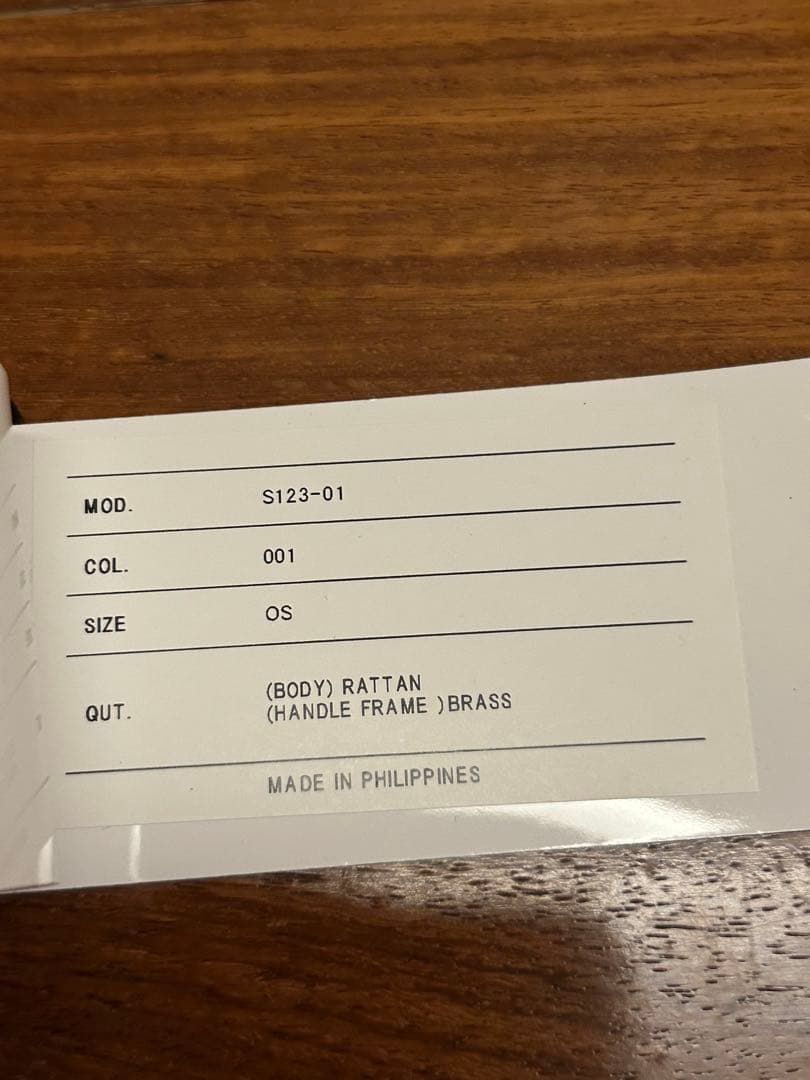 MOD. S123-01
COL. 001
SIZE OS
QUT. (BODY) RATTAN
(HANDLE FRAME )BRASS
MADE IN PHILIPPINES